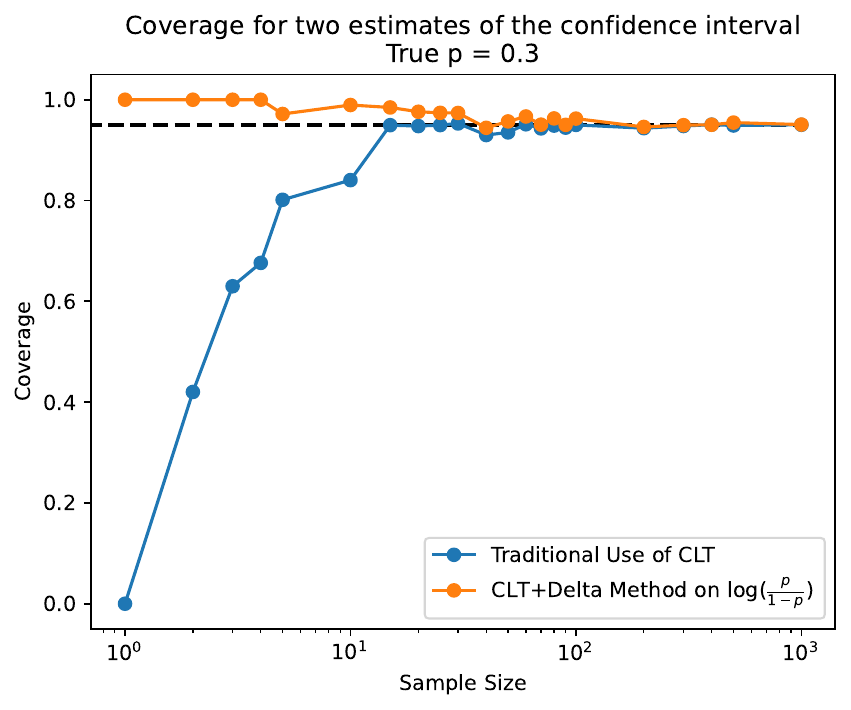 Coverage for two estimates of the confidence interval
True p = 0.3
1.0
0.8
0.6
0.4
0.2
0.0
Coverage
Traditional Use of CLT
CLT+Delta Method on log(p/(1−p))
10⁰ 10¹ 10² 10³
Sample Size